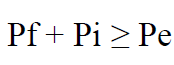 Pf + Pi ≥ Pe